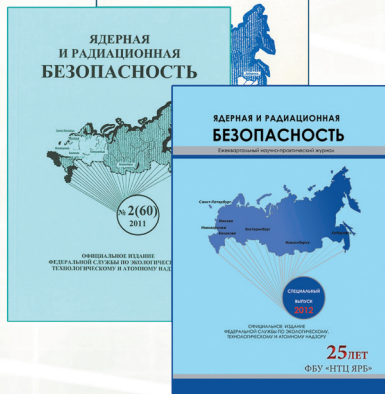 ЯДЕРНАЯ
И РАДИАЦИОННАЯ
БЕЗОПАСНОСТЬ
№ 2(60)
2011
ОФИЦИАЛЬНОЕ ИЗДАНИЕ
ФЕДЕРАЛЬНОЙ СЛУЖБЫ ПО
ТЕХНОЛОГИЧЕСКОМУ И АТОМНОМУ
ЯДЕРНАЯ И РАДИАЦИОННАЯ
БЕЗОПАСНОСТЬ
Ежеквартальный научно-практический журнал
Санкт-Петербург
Москва
Екатеринбург
Новосибирск
СПЕЦИАЛЬНЫЙ
ВЫПУСК
2012
ОФИЦИАЛЬНОЕ ИЗДАНИЕ
ФЕДЕРАЛЬНОЙ СЛУЖБЫ ПО ЭКОЛОГИЧЕСКОМУ,
ТЕХНОЛОГИЧЕСКОМУ И АТОМНОМУ НАДЗОРУ
25 ЛЕТ
ФБУ «НТЦ ЯРБ»